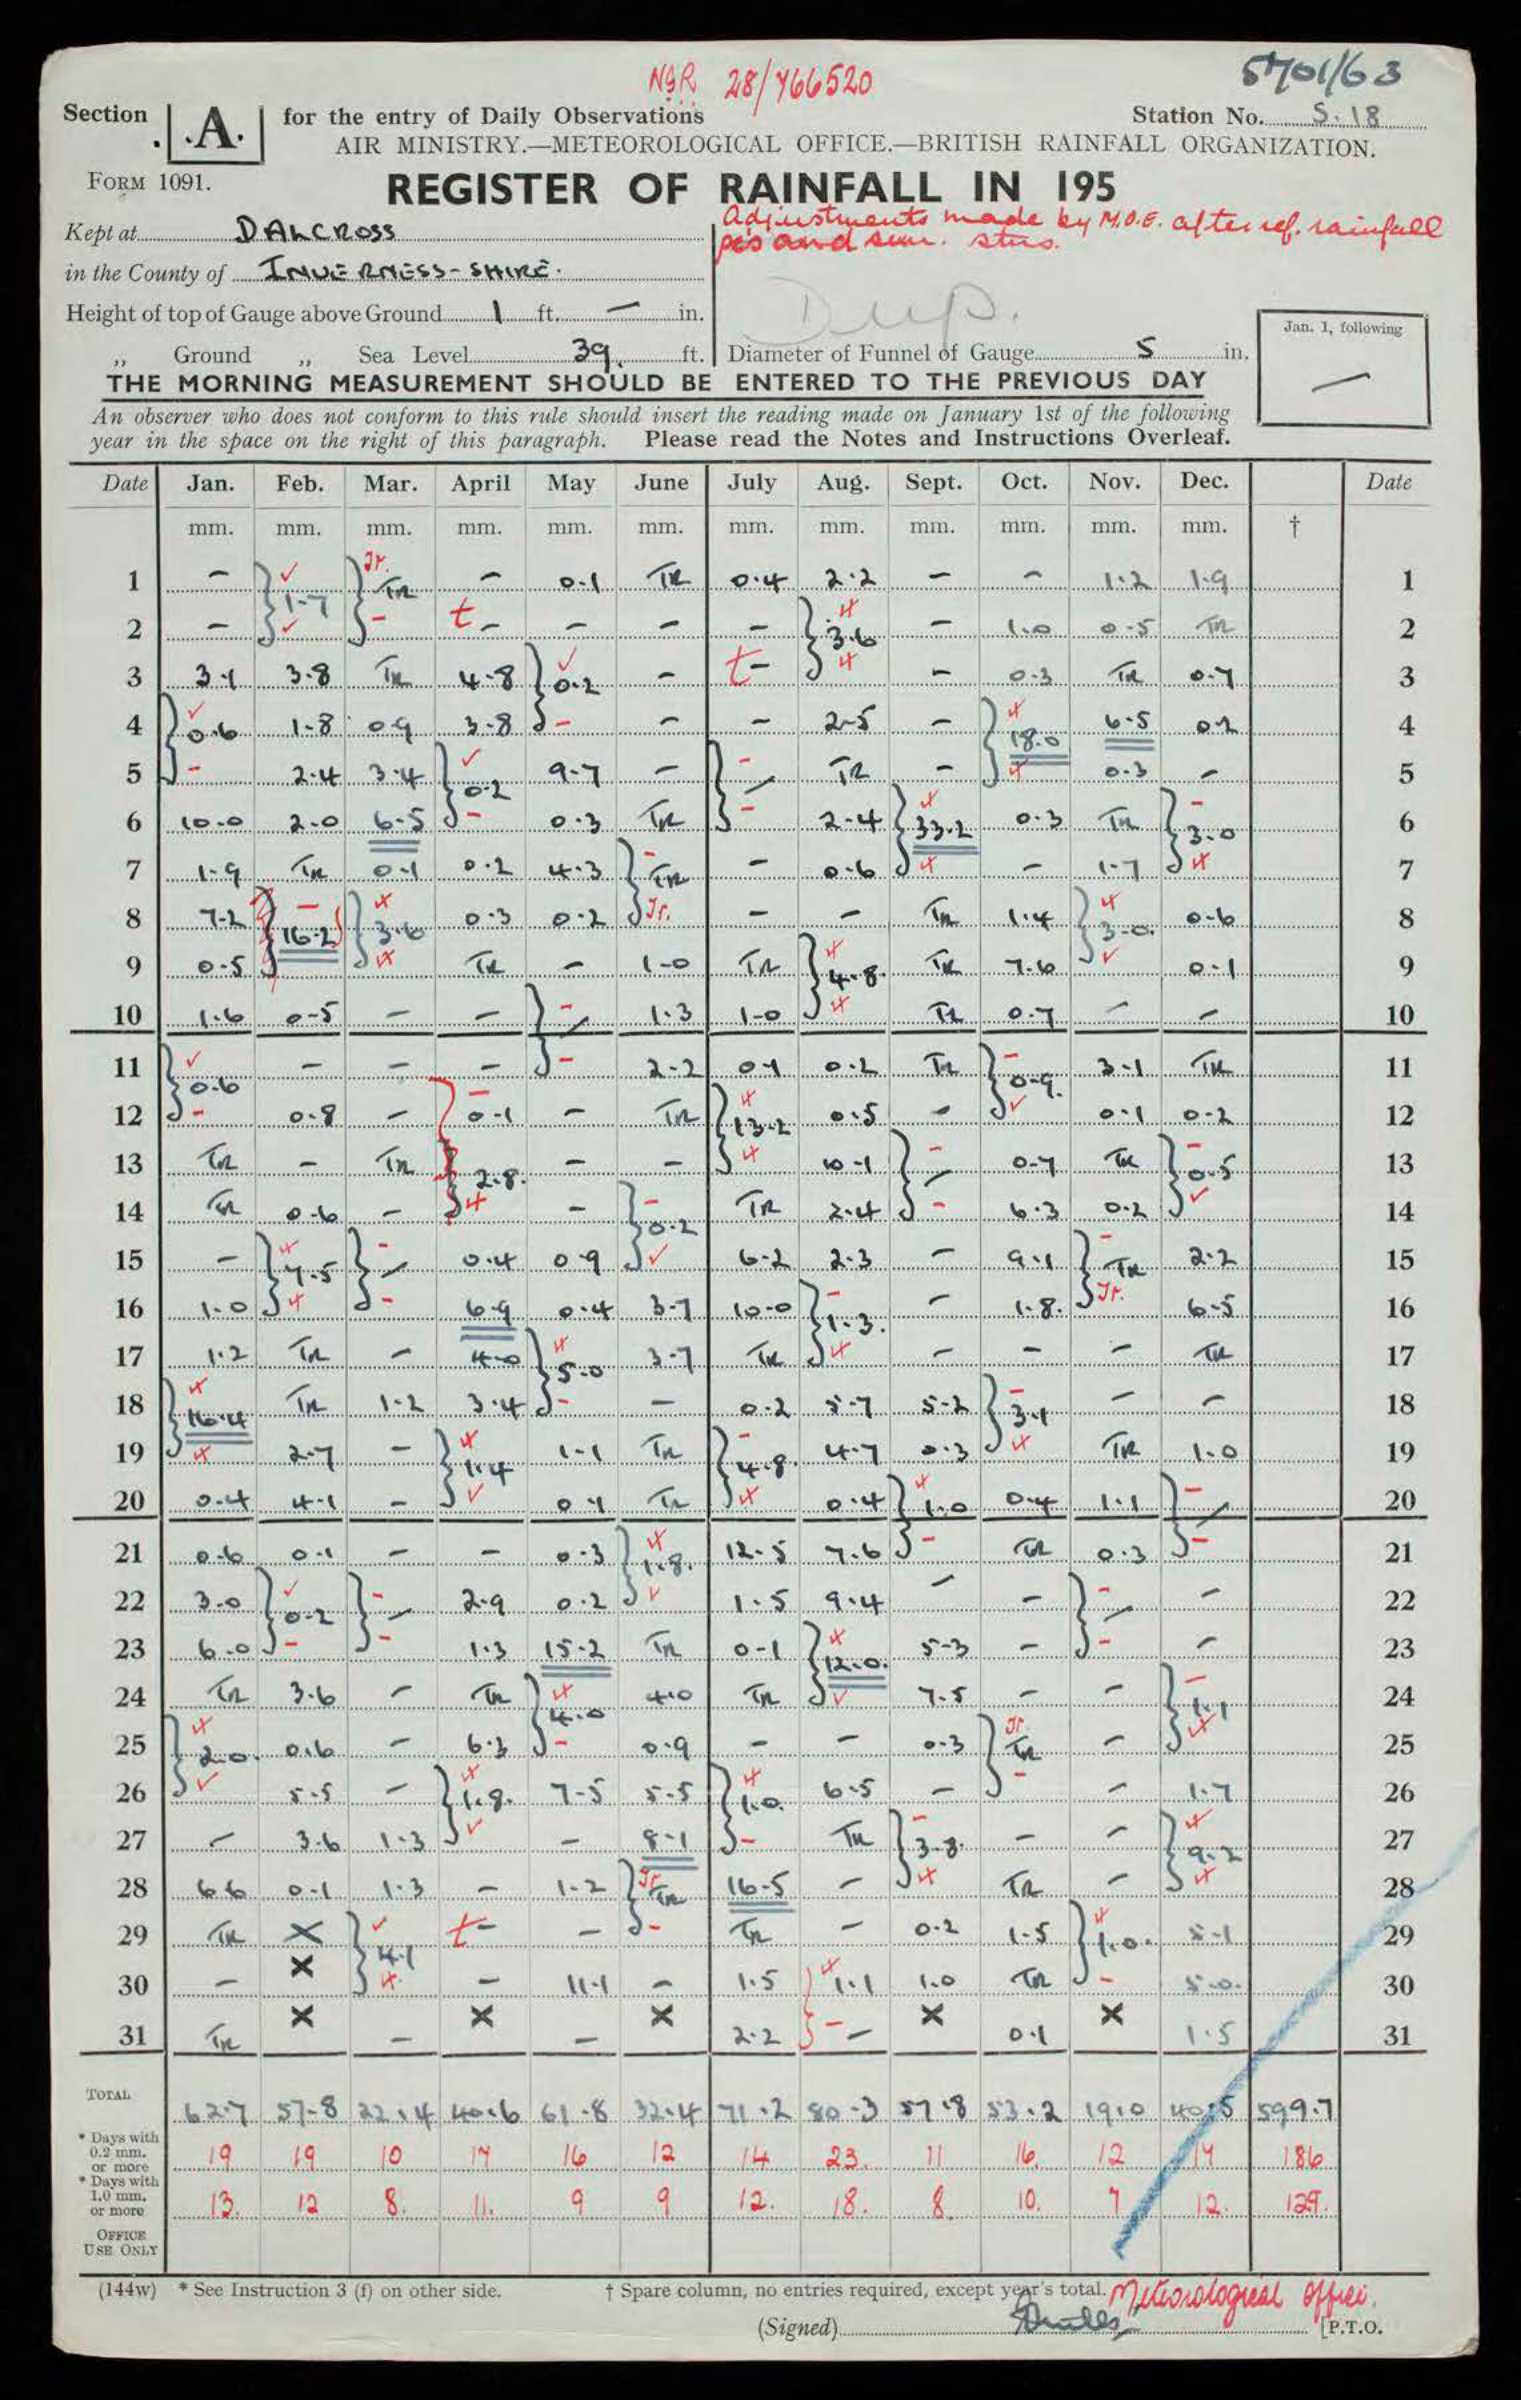 NGR 28/766520
5701/63
Section A. for the entry of Daily Observations
Station No. S.18
AIR MINISTRY.—METEOROLOGICAL OFFICE.—BRITISH RAINFALL ORGANIZATION.
FORM 1091.
REGISTER OF RAINFALL IN 195
Adjustments made by M.O.E. after ref. rainfall
Kept at DALCROSS
and stns.
in the County of INVERNESS-SHIRE.
Dup.
Height of top of Gauge above Ground 1 ft. — in.
Jan. 1, following
„ Ground „ Sea Level 39 ft. Diameter of Funnel of Gauge 5 in.
—
THE MORNING MEASUREMENT SHOULD BE ENTERED TO THE PREVIOUS DAY
An observer who does not conform to this rule should insert the reading made on January 1st of the following
year in the space on the right of this paragraph. Please read the Notes and Instructions Overleaf.
Date Jan. Feb. Mar. April May June July Aug. Sept. Oct. Nov. Dec. Date
mm. mm. mm. mm. mm. mm. mm. mm. mm. mm. mm. mm. †
1 — 1.7 Tr — 0.1 TR 0.4 2.2 — — 1.2 1.9 1
2 — t — — — — 3.6 — 1.0 0.5 TR 2
3 3.1 3.8 TR 4.8 0.2 — t — — 0.3 TR 0.7 3
4 0.6 1.8 0.9 3.8 — — — 2.5 — 18.0 6.5 0.2 4
5 — 2.4 3.4 0.2 9.7 — — TR — 0.3 — 5
6 10.0 2.0 6.5 — 0.3 TR — 2.4 33.2 0.3 TR 3.0 6
7 1.9 TR 0.1 0.2 4.3 TR — 0.6 — 1.7 7
8 7.2 16.2 3.6 0.3 0.2 Tr. — — TR 1.4 3.0 0.6 8
9 0.5 TR — 1.0 TR 4.8 TR 7.6 0.1 9
10 1.6 0.5 — — — 1.3 1.0 TR 0.7 — — 10
11 0.6 — — — — 2.2 0.1 0.2 TR 0.9 3.1 TR 11
12 — 0.8 — 0.1 — TR 13.2 0.5 — 0.1 0.2 12
13 TR — TR 2.8 — — 10.1 — 0.7 TR 0.5 13
14 TR 0.6 — — 0.2 TR 2.4 — 6.3 0.2 14
15 — 7.5 — 0.4 0.9 6.2 2.3 — 9.1 TR 2.2 15
16 1.0 — 6.9 0.4 3.7 10.0 1.3 — 1.8 Tr. 6.5 16
17 1.2 TR — 4.0 5.0 3.7 TR — — — TR 17
18 16.4 TR 1.2 3.4 — — 0.2 5.7 5.2 3.1 — — 18
19 2.7 — 1.4 1.1 TR 4.8 4.7 0.3 TR 1.0 19
20 0.4 4.1 — 0.1 TR 0.4 1.0 0.4 1.1 — 20
21 0.6 0.1 — — 0.3 1.8 12.5 7.6 — TR 0.3 — 21
22 3.0 0.2 — 2.9 0.2 1.5 9.4 — — — — 22
23 6.0 — — 1.3 15.2 TR 0.1 12.0 5.3 — — — 23
24 TR 3.6 — TR 4.0 4.0 TR 7.5 — — 1.1 24
25 2.0 0.6 — 6.3 — 0.9 — — 0.3 TR — 25
26 5.5 — 1.8 7.5 5.5 1.0 6.5 — — — 1.7 26
27 — 3.6 1.3 — 8.1 — TR 3.8 — — 9.2 27
28 6.6 0.1 1.3 — 1.2 TR 16.5 — TR — 28
29 TR X 4.1 t — — — TR — 0.2 1.5 1.0 5.1 29
30 — X — 11.1 — 1.5 1.1 1.0 TR — 5.0 30
31 TR X — X — X 2.2 — X 0.1 X 1.5 31
TOTAL 62.7 57.8 22.4 40.6 61.8 32.4 71.2 80.3 57.8 53.2 19.0 40.5 599.7
* Days with 0.2 mm. or more 19 19 10 17 16 12 14 23. 11 16. 12 17 186
* Days with 1.0 mm. or more 13. 12 8. 11. 9 9 12. 18. 8 10. 7 12. 129.
OFFICE
USE ONLY
(144w) * See Instruction 3 (f) on other side. † Spare column, no entries required, except year's total. Meteorological Office.
(Signed) [P.T.O.